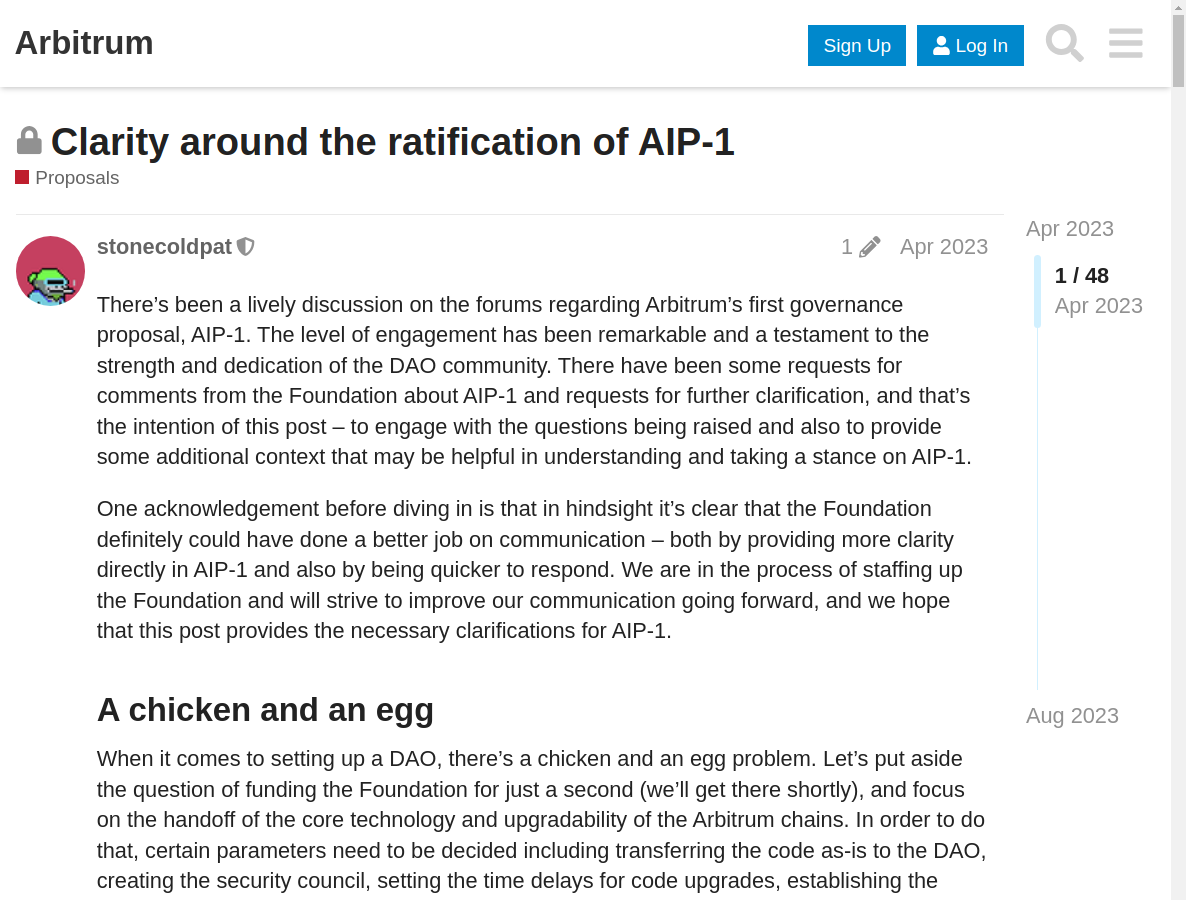 Arbitrum
Sign Up
Log In
Clarity around the ratification of AIP-1
Proposals
stonecoldpat
1
Apr 2023
There’s been a lively discussion on the forums regarding Arbitrum’s first governance
proposal, AIP-1. The level of engagement has been remarkable and a testament to the
strength and dedication of the DAO community. There have been some requests for
comments from the Foundation about AIP-1 and requests for further clarification, and that’s
the intention of this post – to engage with the questions being raised and also to provide
some additional context that may be helpful in understanding and taking a stance on AIP-1.
One acknowledgement before diving in is that in hindsight it’s clear that the Foundation
definitely could have done a better job on communication – both by providing more clarity
directly in AIP-1 and also by being quicker to respond. We are in the process of staffing up
the Foundation and will strive to improve our communication going forward, and we hope
that this post provides the necessary clarifications for AIP-1.
A chicken and an egg
When it comes to setting up a DAO, there’s a chicken and an egg problem. Let’s put aside
the question of funding the Foundation for just a second (we’ll get there shortly), and focus
on the handoff of the core technology and upgradability of the Arbitrum chains. In order to do
that, certain parameters need to be decided including transferring the code as-is to the DAO,
creating the security council, setting the time delays for code upgrades, establishing the
Apr 2023
1 / 48
Apr 2023
Aug 2023